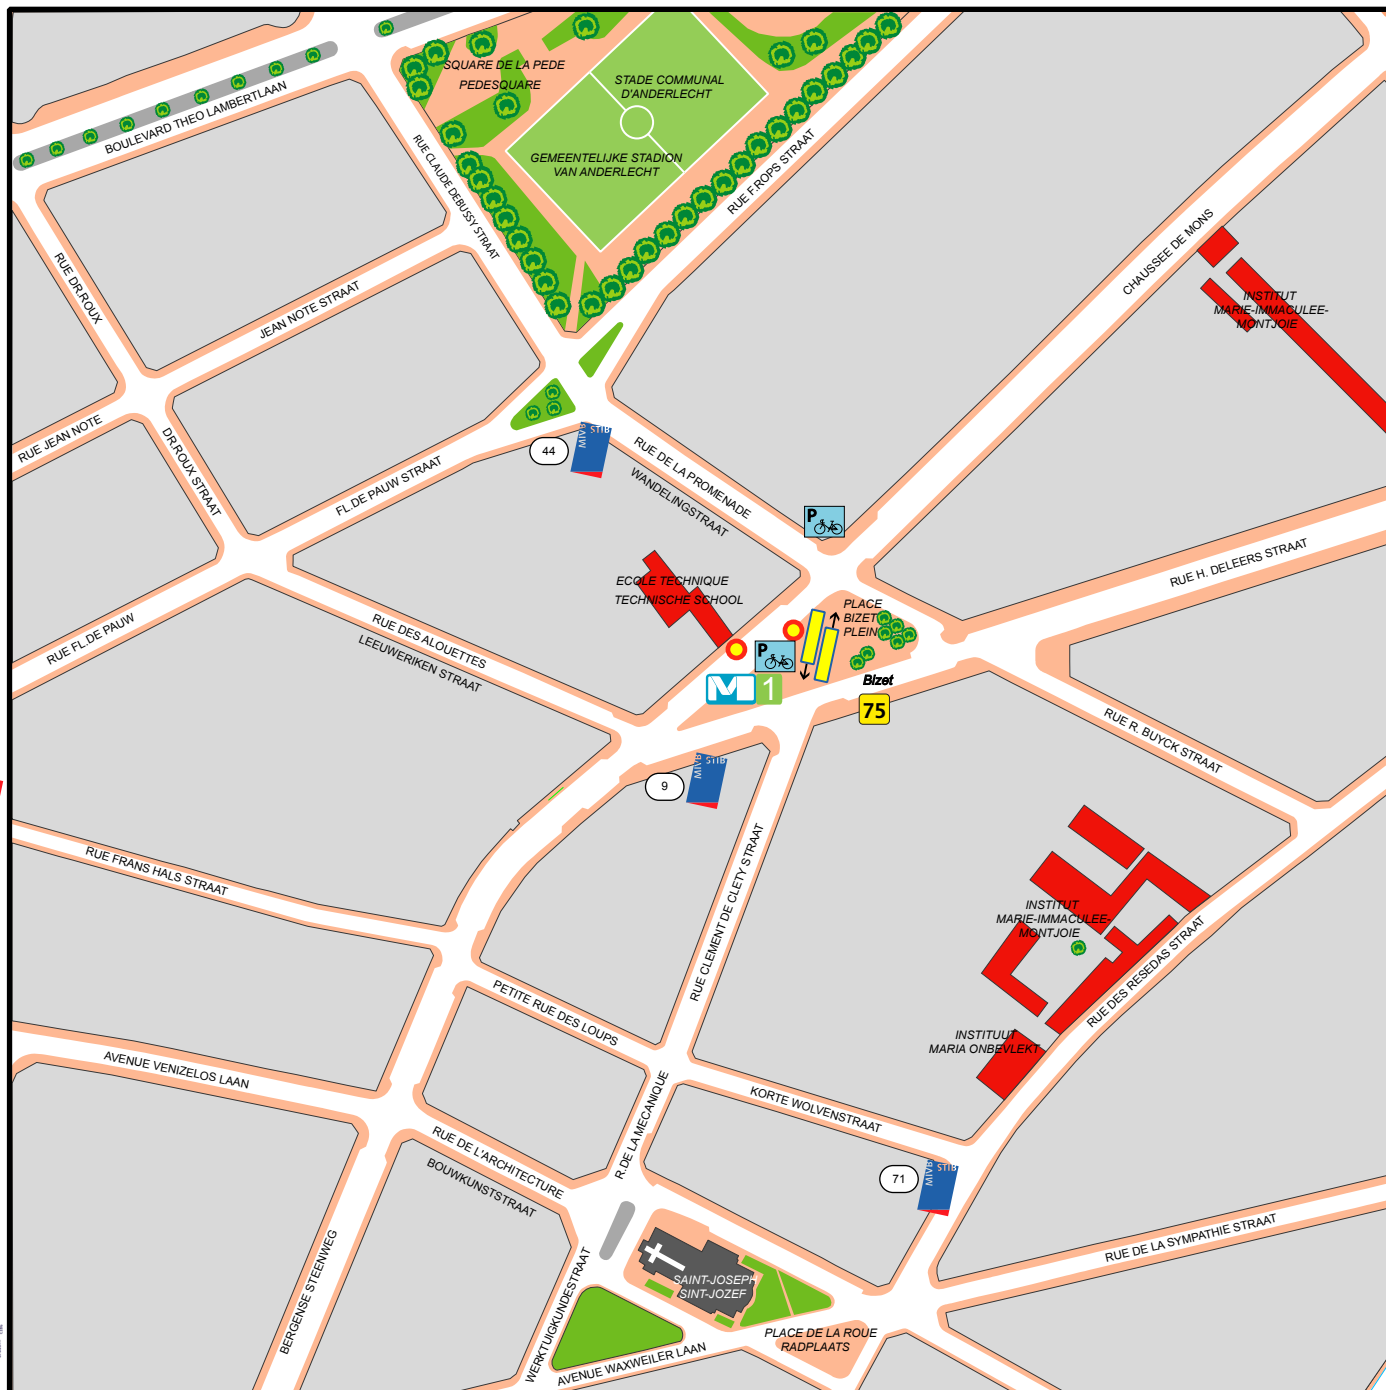 SQUARE DE LA PEDE
PEDESQUARE
STADE COMMUNAL
D'ANDERLECHT
GEMEENTELIJKE STADION
VAN ANDERLECHT
BOULEVARD THEO LAMBERTLAAN
RUE CLAUDE DEBUSSY STRAAT
RUE F.ROPS STRAAT
CHAUSSEE DE MONS
RUE DR.ROUX
JEAN NOTE STRAAT
INSTITUT
MARIE-IMMACULEE-
MONTJOIE
RUE JEAN NOTE
DR.ROUX STRAAT
FL.DE PAUW STRAAT
44
MIVB
STIB
RUE DE LA PROMENADE
WANDELINGSTRAAT
P
RUE H. DELEERS STRAAT
ECOLE TECHNIQUE
TECHNISCHE SCHOOL
PLACE
BIZET
PLEIN
RUE FL.DE PAUW
RUE DES ALOUETTES
LEEUWERIKEN STRAAT
P
M
1
Bizet
75
RUE R. BUYCK STRAAT
9
MIVB
STIB
RUE FRANS HALS STRAAT
RUE CLEMENT DE CLETY STRAAT
INSTITUT
MARIE-IMMACULEE-
MONTJOIE
RUE DES RESEDAS STRAAT
PETITE RUE DES LOUPS
INSTITUUT
MARIA ONBEVLEKT
AVENUE VENIZELOS LAAN
KORTE WOLVENSTRAAT
R.DE LA MECANIQUE
RUE DE L'ARCHITECTURE
BOUWKUNSTSTRAAT
71
MIVB
STIB
BERGENSE STEENWEG
WERKTUIGKUNDESTRAAT
SAINT-JOSEPH
SINT-JOZEF
RUE DE LA SYMPATHIE STRAAT
PLACE DE LA ROUE
RADPLAATS
AVENUE WAXWEILER LAAN